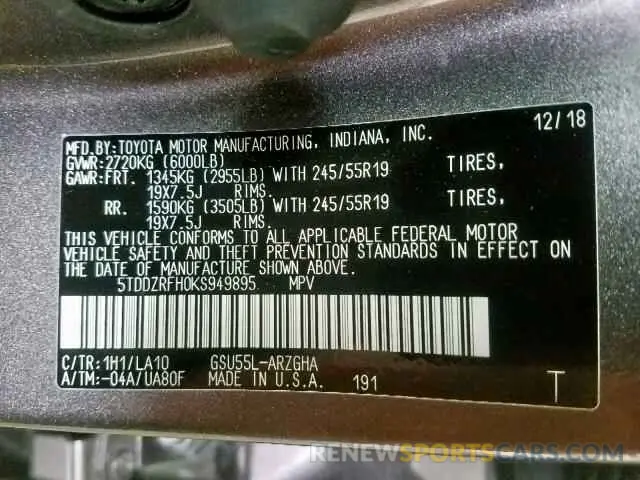 12/18
MFD.BY:TOYOTA MOTOR MANUFACTURING, INDIANA, INC.
GVWR:2720KG (6000LB)
GAWR:FRT. 1345KG (2955LB) WITH 245/55R19 TIRES,
19X7.5J RIMS.
RR. 1590KG (3505LB) WITH 245/55R19 TIRES,
19X7.5J RIMS.
THIS VEHICLE CONFORMS TO ALL APPLICABLE FEDERAL MOTOR
VEHICLE SAFETY AND THEFT PREVENTION STANDARDS IN EFFECT ON
THE DATE OF MANUFACTURE SHOWN ABOVE.
5TDDZRFH0KS949895 MPV
C/TR:1H1/LA10 GSU55L-ARZGHA
A/TM:-04A/UA80F MADE IN U.S.A. 191
T
RENEWSPORTSCARS.COM